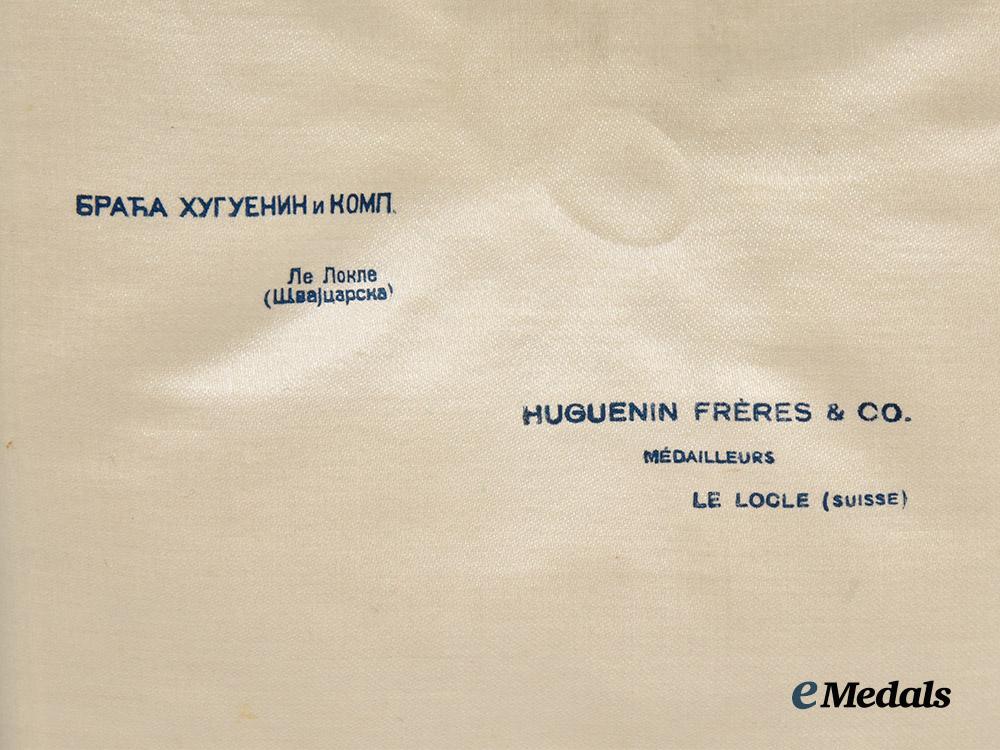 БРАЋА ХУГУЕНИН и КОМП.
Ле Локле
(Швајцарска)
HUGUENIN FRÈRES & CO.
MÉDAILLEURS
LE LOCLE (SUISSE)
eMedals